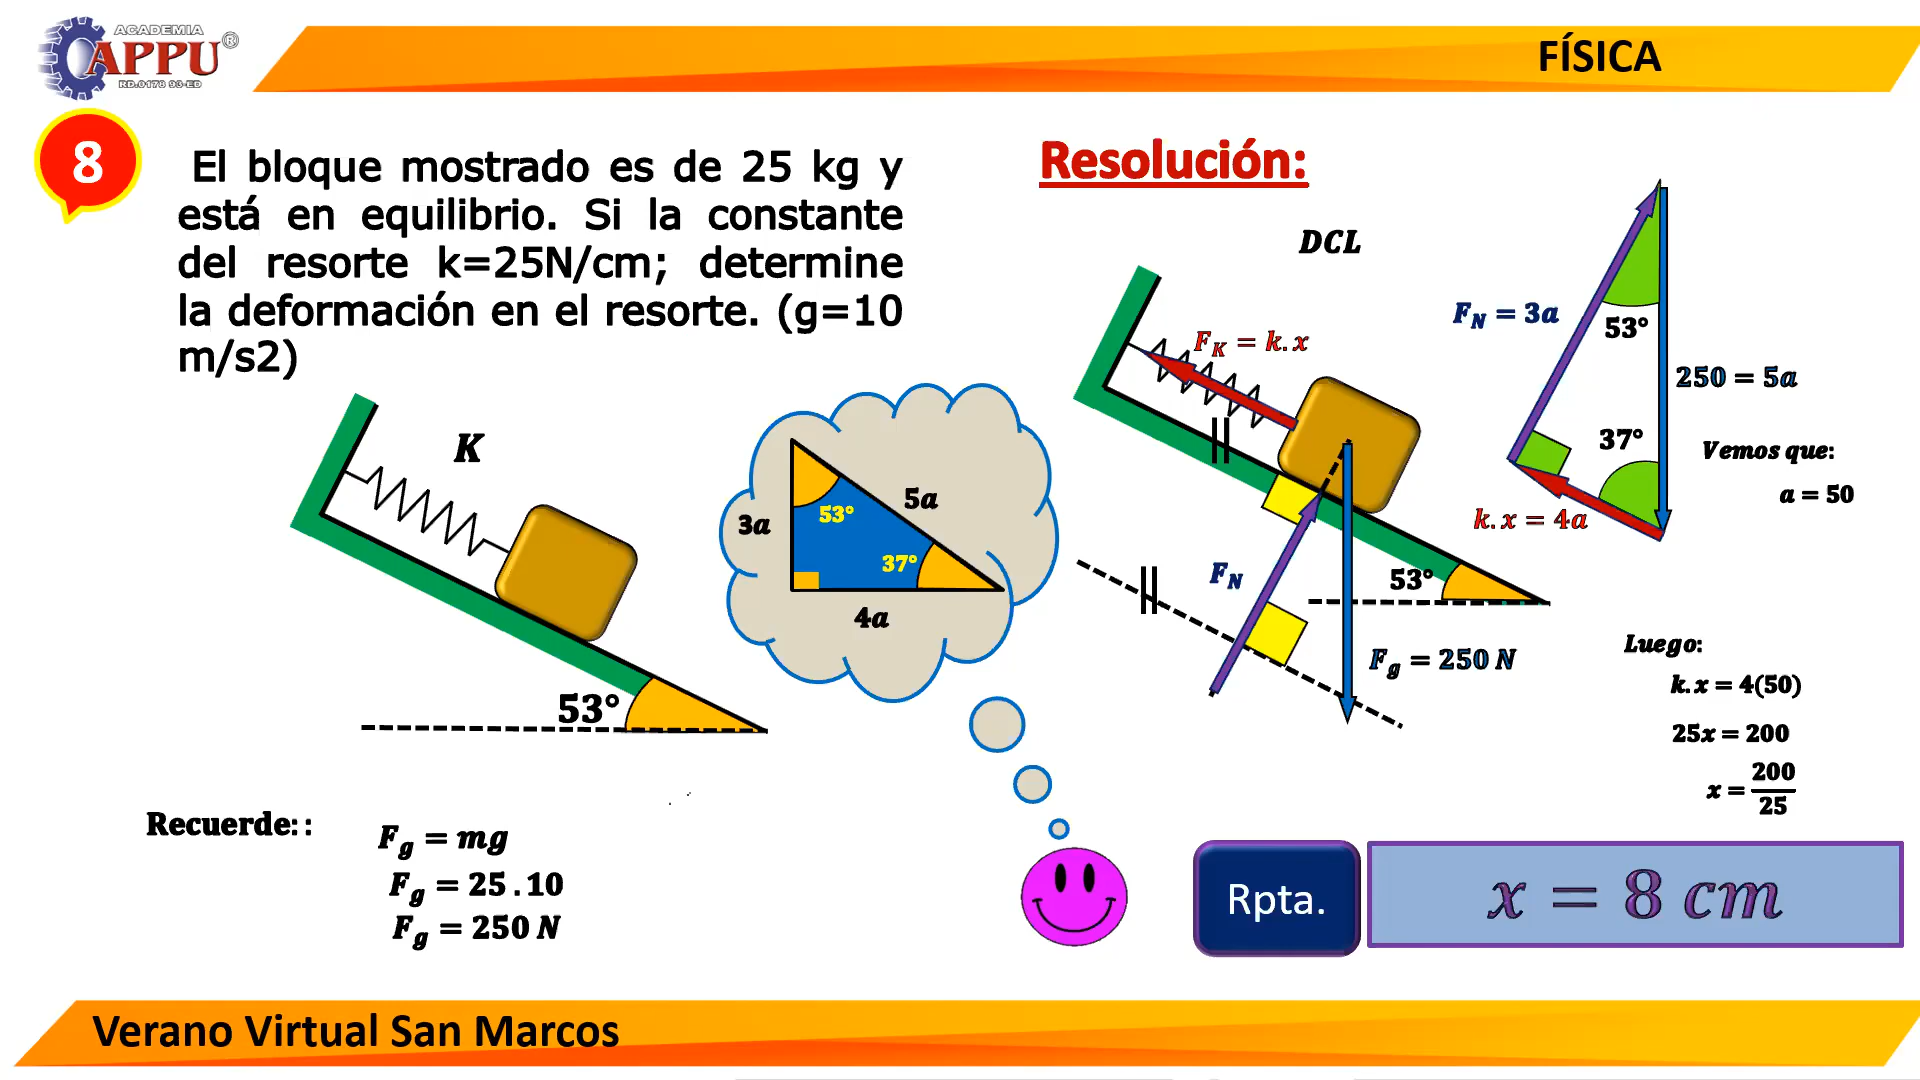 ACADEMIA
APPU®
RD.0178 93-ED
FÍSICA
8
El bloque mostrado es de 25 kg y
está en equilibrio. Si la constante
del resorte k=25N/cm; determine
la deformación en el resorte. (g=10
m/s2)
K
53°
3a
53°
5a
37°
4a
Recuerde: :
F_g = mg
F_g = 25 . 10
F_g = 250 N
Resolución:
DCL
F_K = k. x
F_N
53°
F_g = 250 N
F_N = 3a
53°
250 = 5a
37°
k. x = 4a
Vemos que:
a = 50
Luego:
k. x = 4(50)
25x = 200
x = 200/25
Rpta.
x = 8 cm
Verano Virtual San Marcos